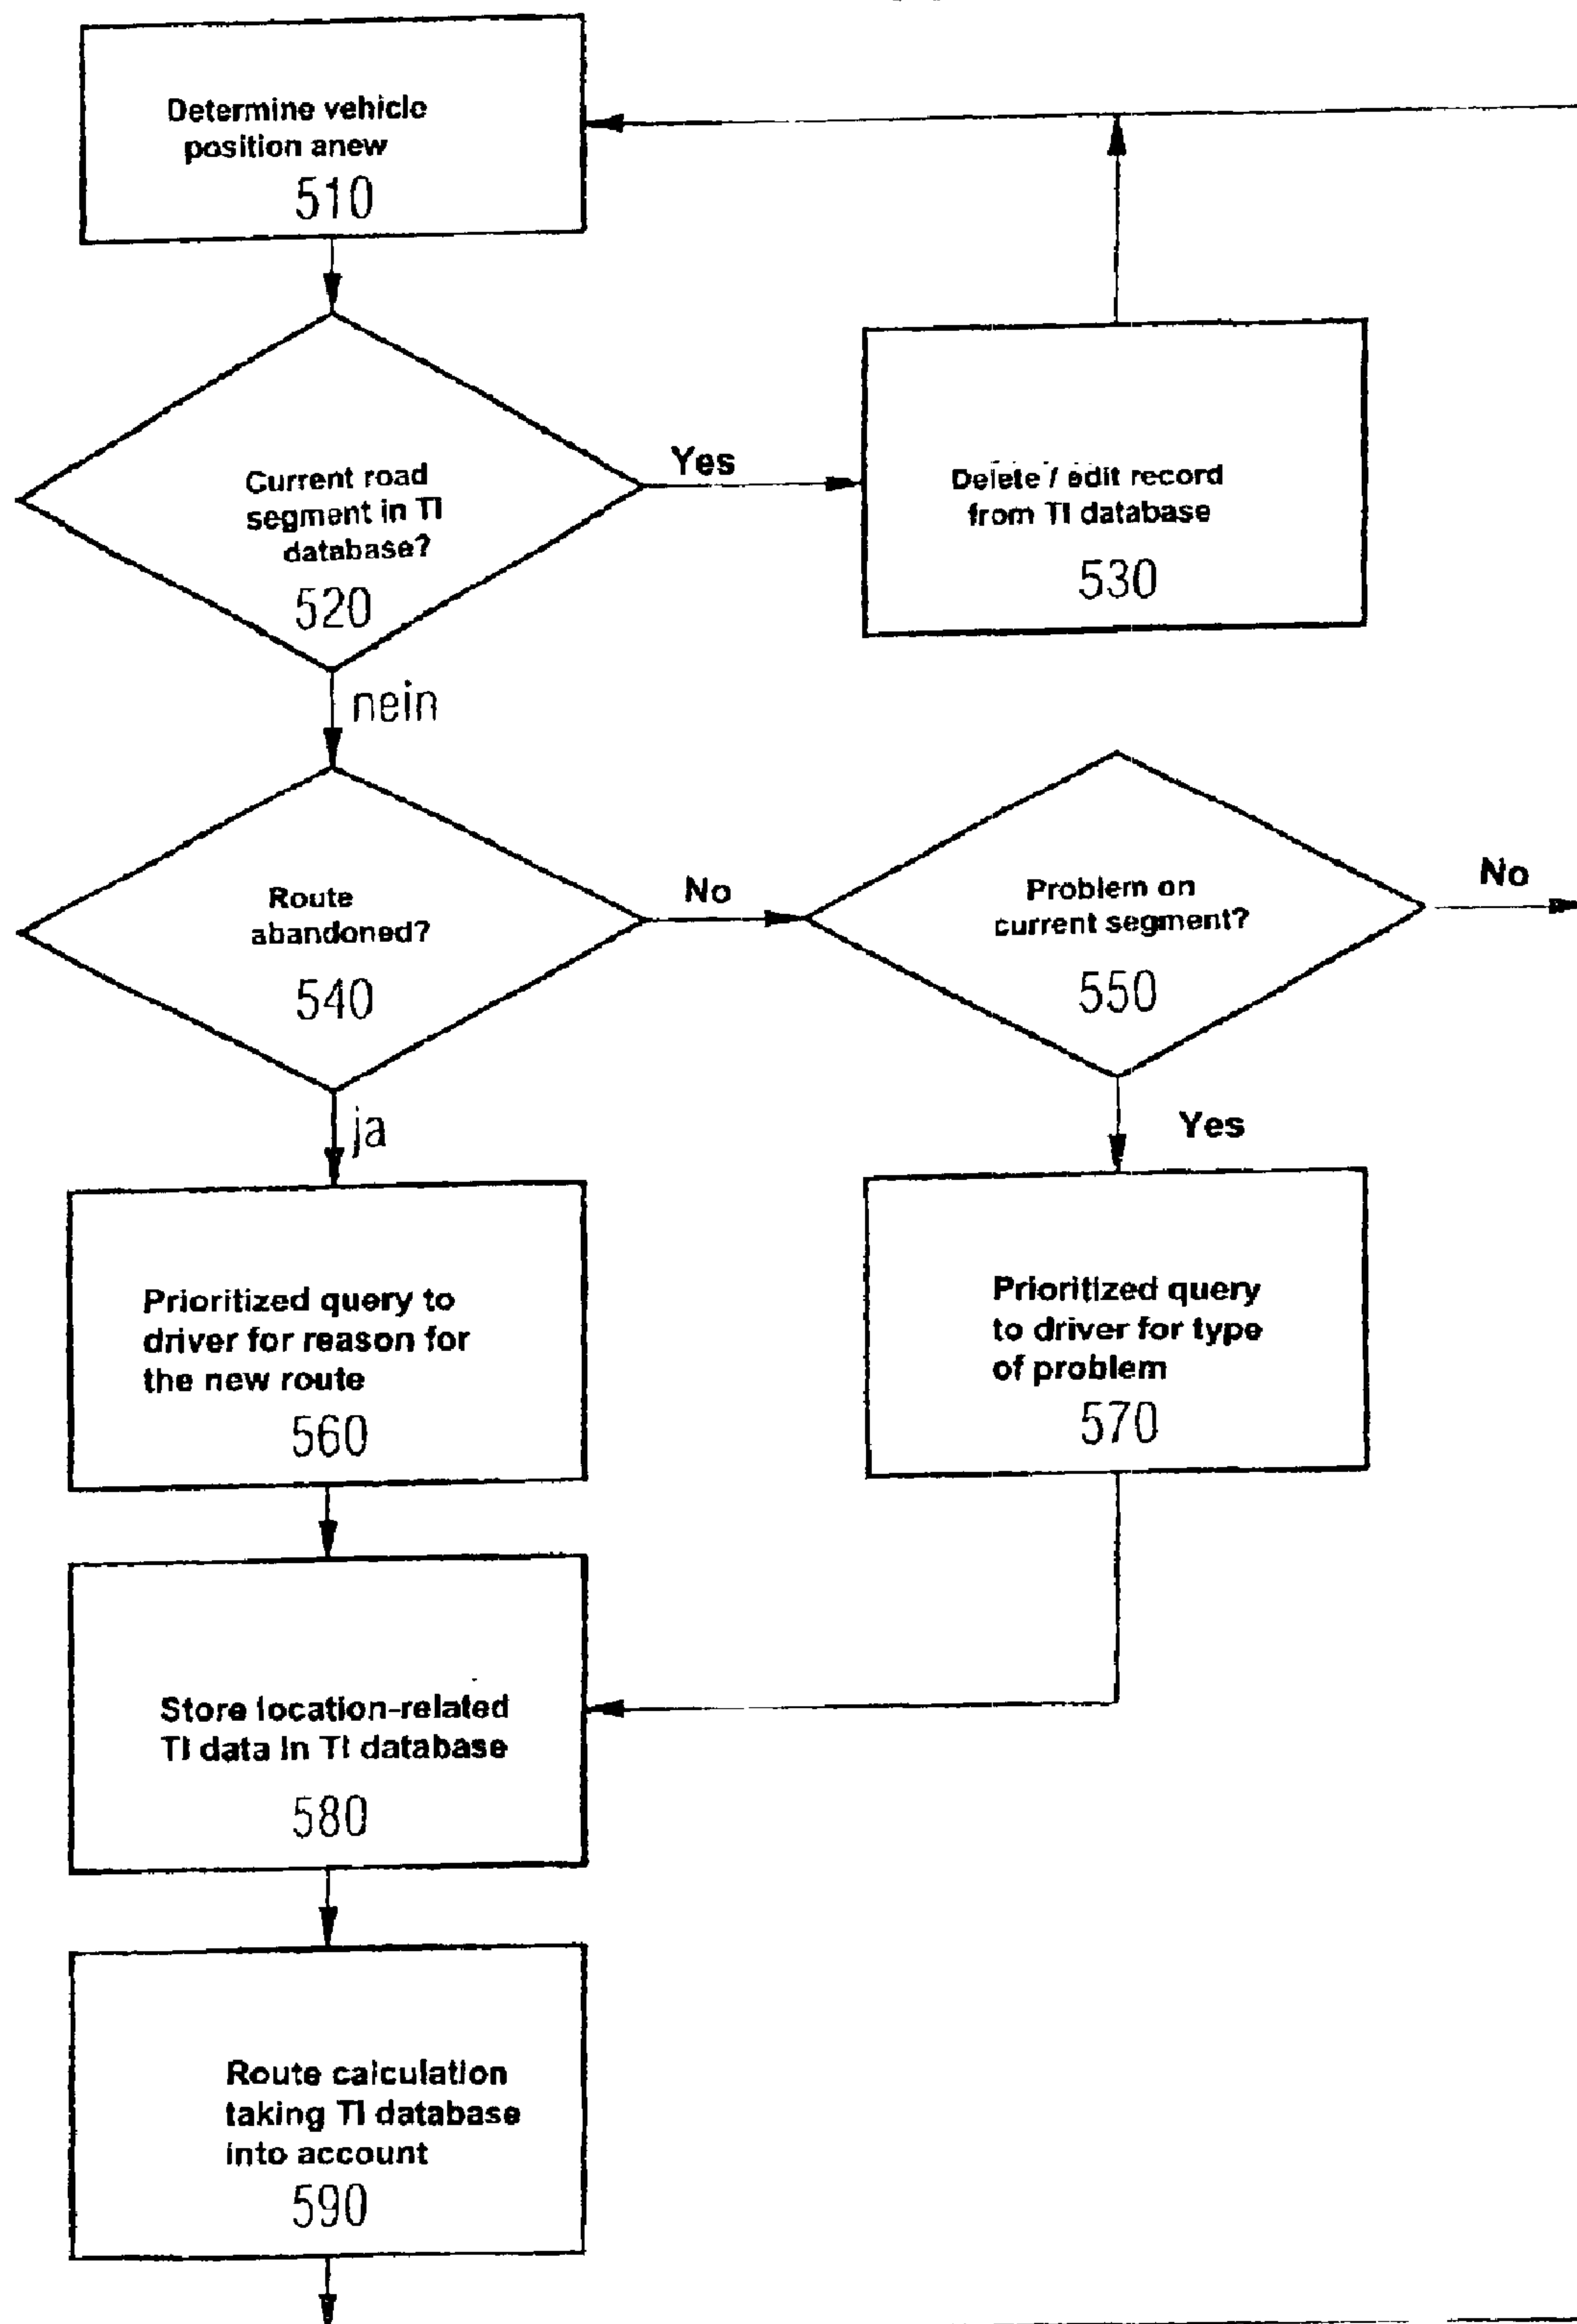 Determine vehicle
position anew
510
Current road
segment in TI
database?
520
Yes
Delete / edit record
from TI database
530
nein
Route
abandoned?
540
No
Problem on
current segment?
550
No
ja
Yes
Prioritized query to
driver for reason for
the new route
560
Prioritized query
to driver for type
of problem
570
Store location-related
TI data in TI database
580
Route calculation
taking TI database
into account
590